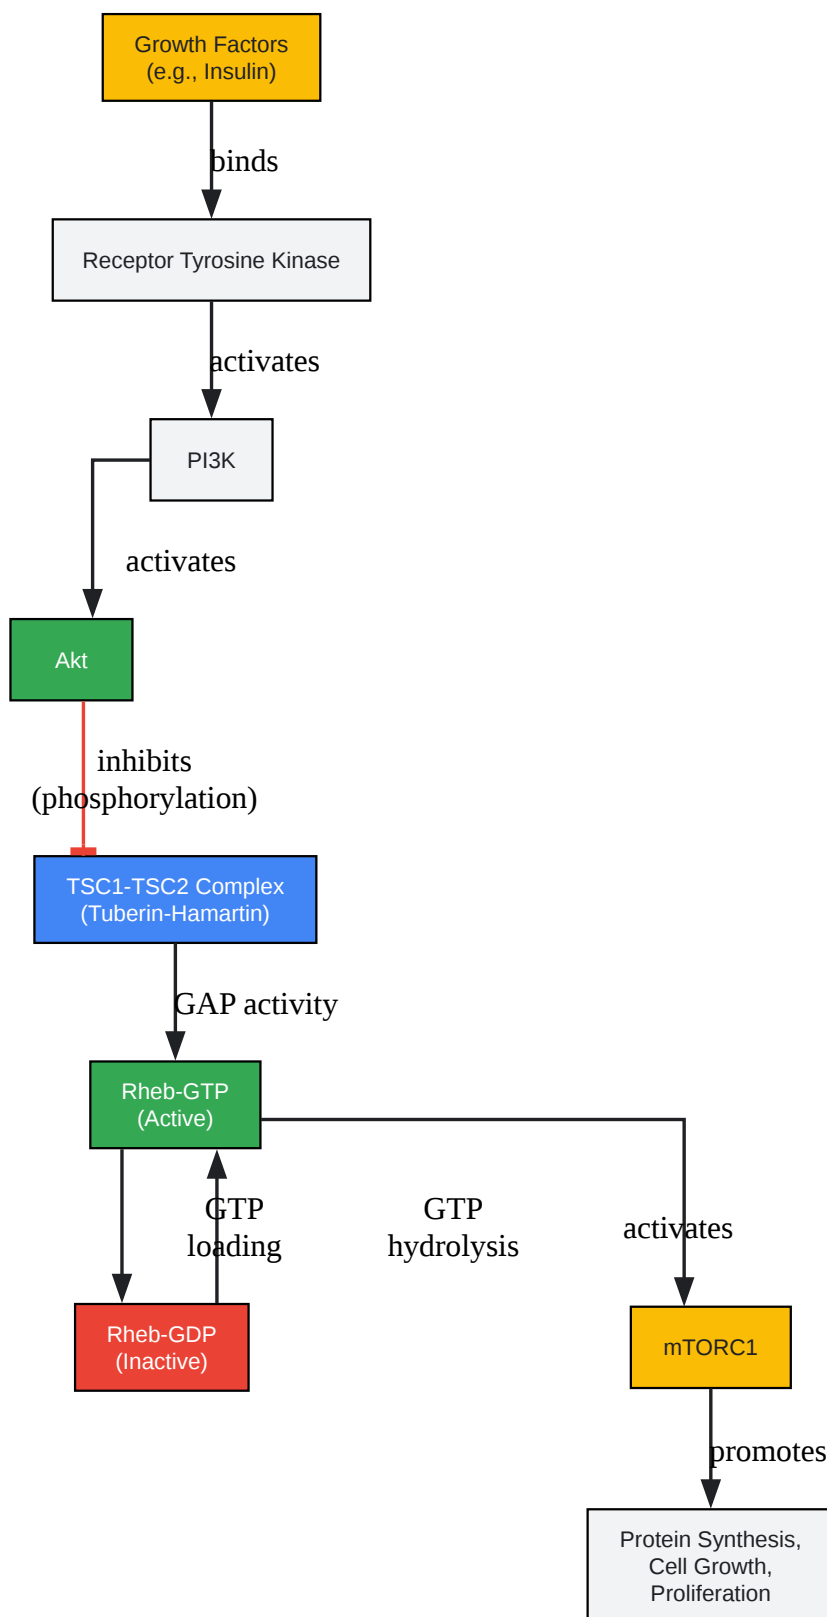 Growth Factors
(e.g., Insulin)
binds
Receptor Tyrosine Kinase
activates
PI3K
activates
Akt
inhibits
(phosphorylation)
TSC1-TSC2 Complex
(Tuberin-Hamartin)
GAP activity
Rheb-GTP
(Active)
GTP
loading
GTP
hydrolysis
activates
Rheb-GDP
(Inactive)
mTORC1
promotes
Protein Synthesis,
Cell Growth,
Proliferation